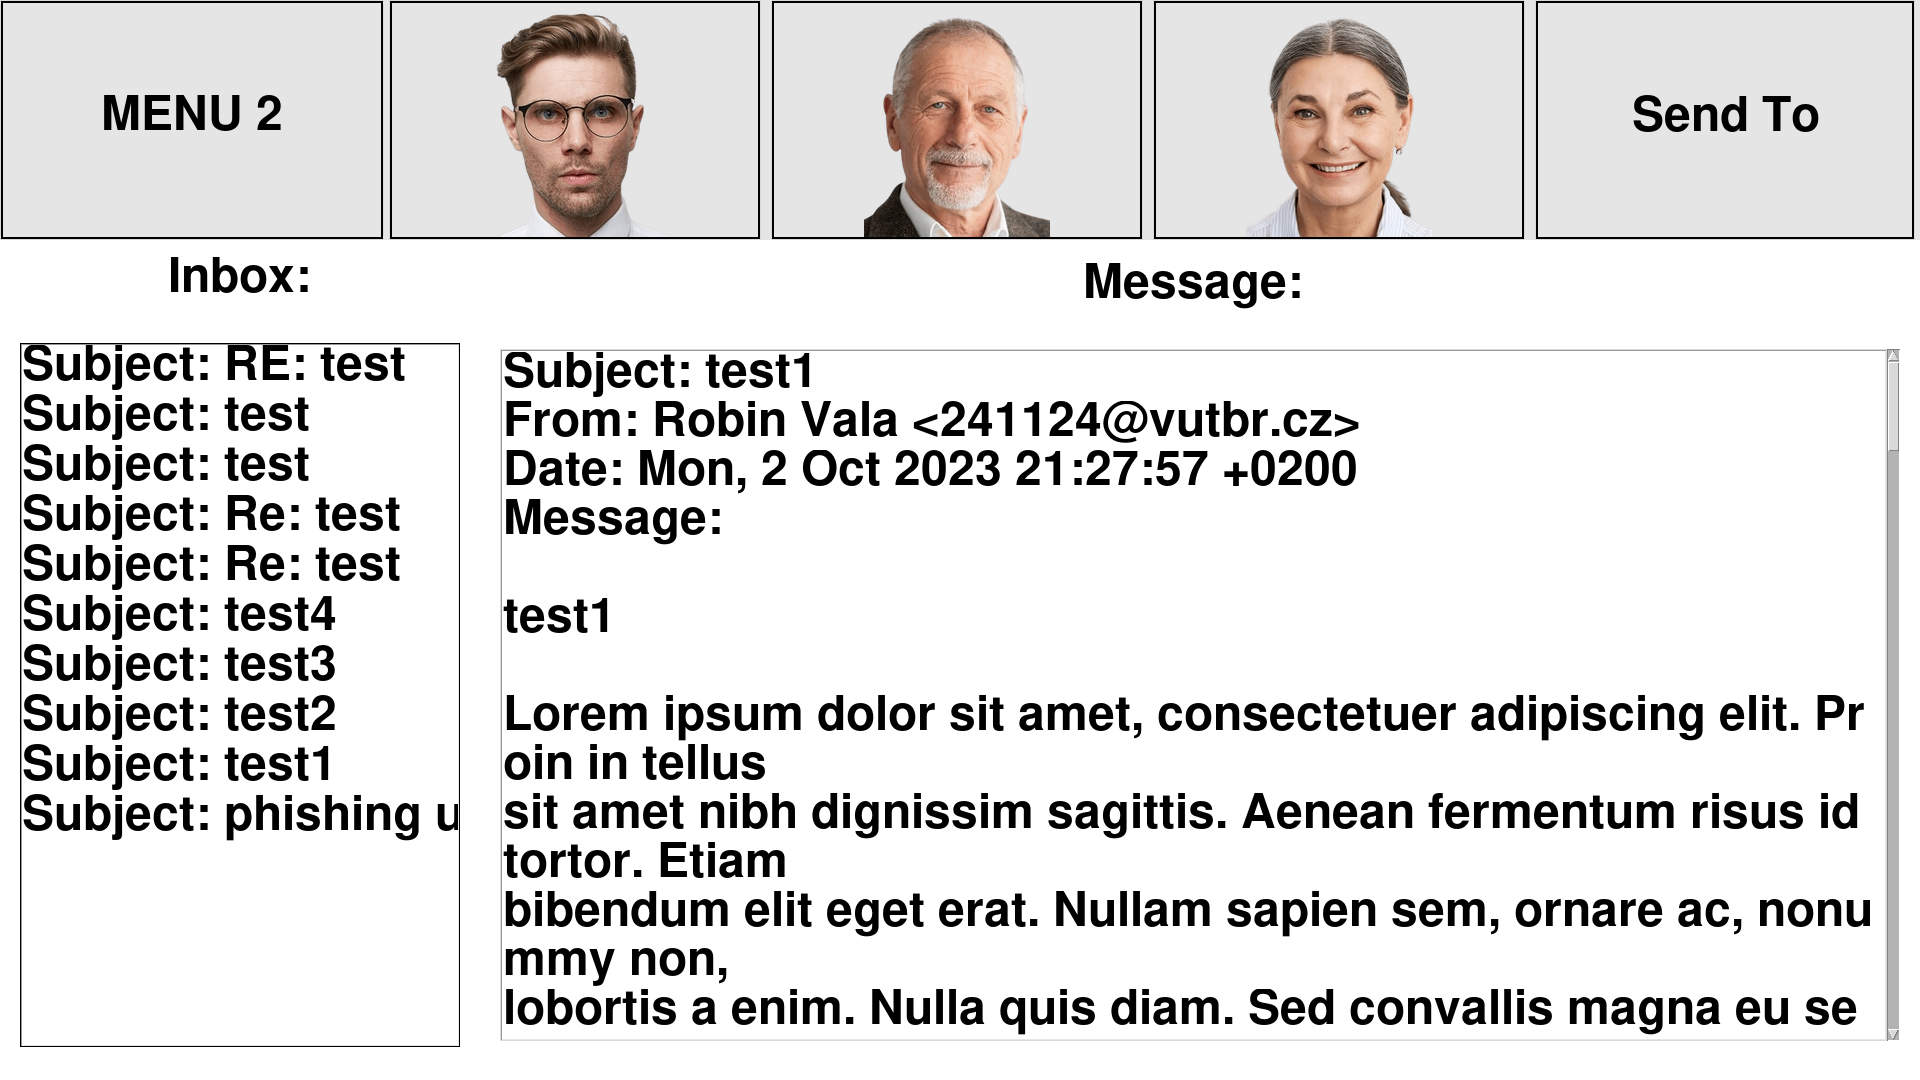 MENU 2
Send To
Inbox:
Message:
Subject: RE: test
Subject: test
Subject: test
Subject: Re: test
Subject: Re: test
Subject: test4
Subject: test3
Subject: test2
Subject: test1
Subject: phishing u
Subject: test1
From: Robin Vala <241124@vutbr.cz>
Date: Mon, 2 Oct 2023 21:27:57 +0200
Message:
test1
Lorem ipsum dolor sit amet, consectetuer adipiscing elit. Pr
oin in tellus
sit amet nibh dignissim sagittis. Aenean fermentum risus id
tortor. Etiam
bibendum elit eget erat. Nullam sapien sem, ornare ac, nonu
mmy non,
lobortis a enim. Nulla quis diam. Sed convallis magna eu se